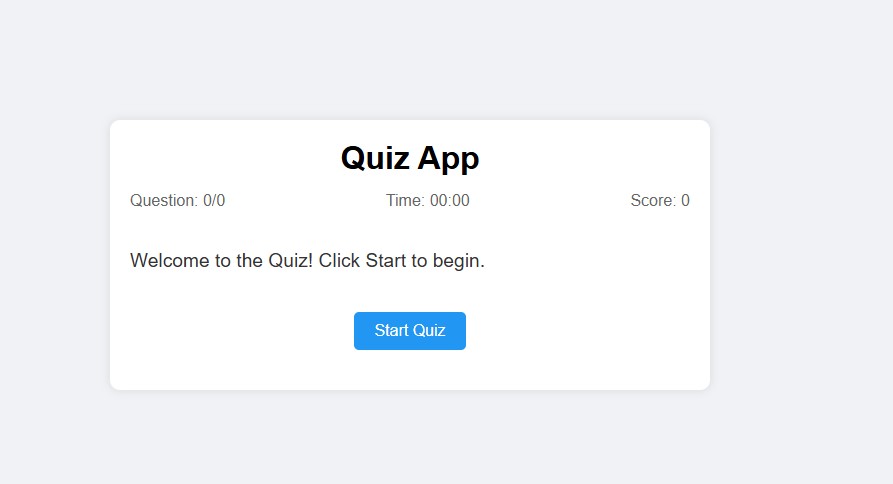 Quiz App
Question: 0/0 Time: 00:00 Score: 0
Welcome to the Quiz! Click Start to begin.
Start Quiz